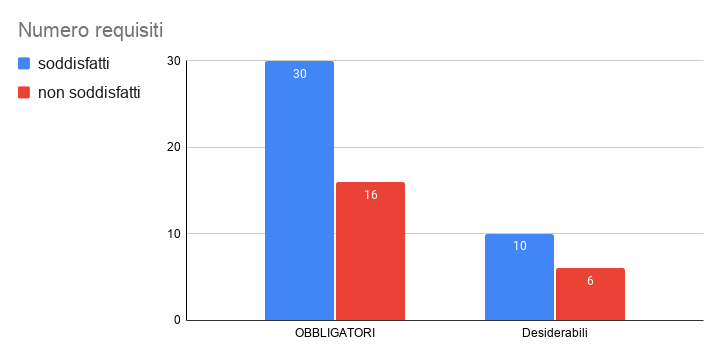 Numero requisiti
soddisfatti
non soddisfatti
30
20
10
0
30
16
10
6
OBBLIGATORI
Desiderabili